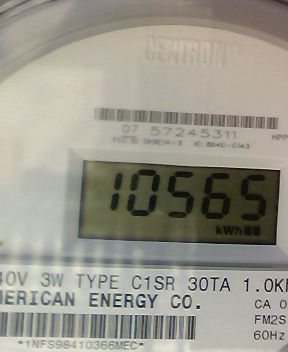 CENTRON
07 57245311
10565
kWh
40V 3W TYPE C1SR 30TA 1.0K
MERICAN ENERGY CO.
CA 0
FM2S
60Hz
*1NFS98410366MEC*